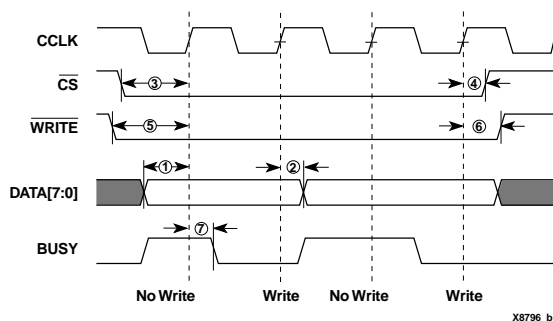 CCLK
CS
③ ④
WRITE
⑤ ⑥
① ②
DATA[7:0]
⑦
BUSY
No Write Write No Write Write
X8796_b